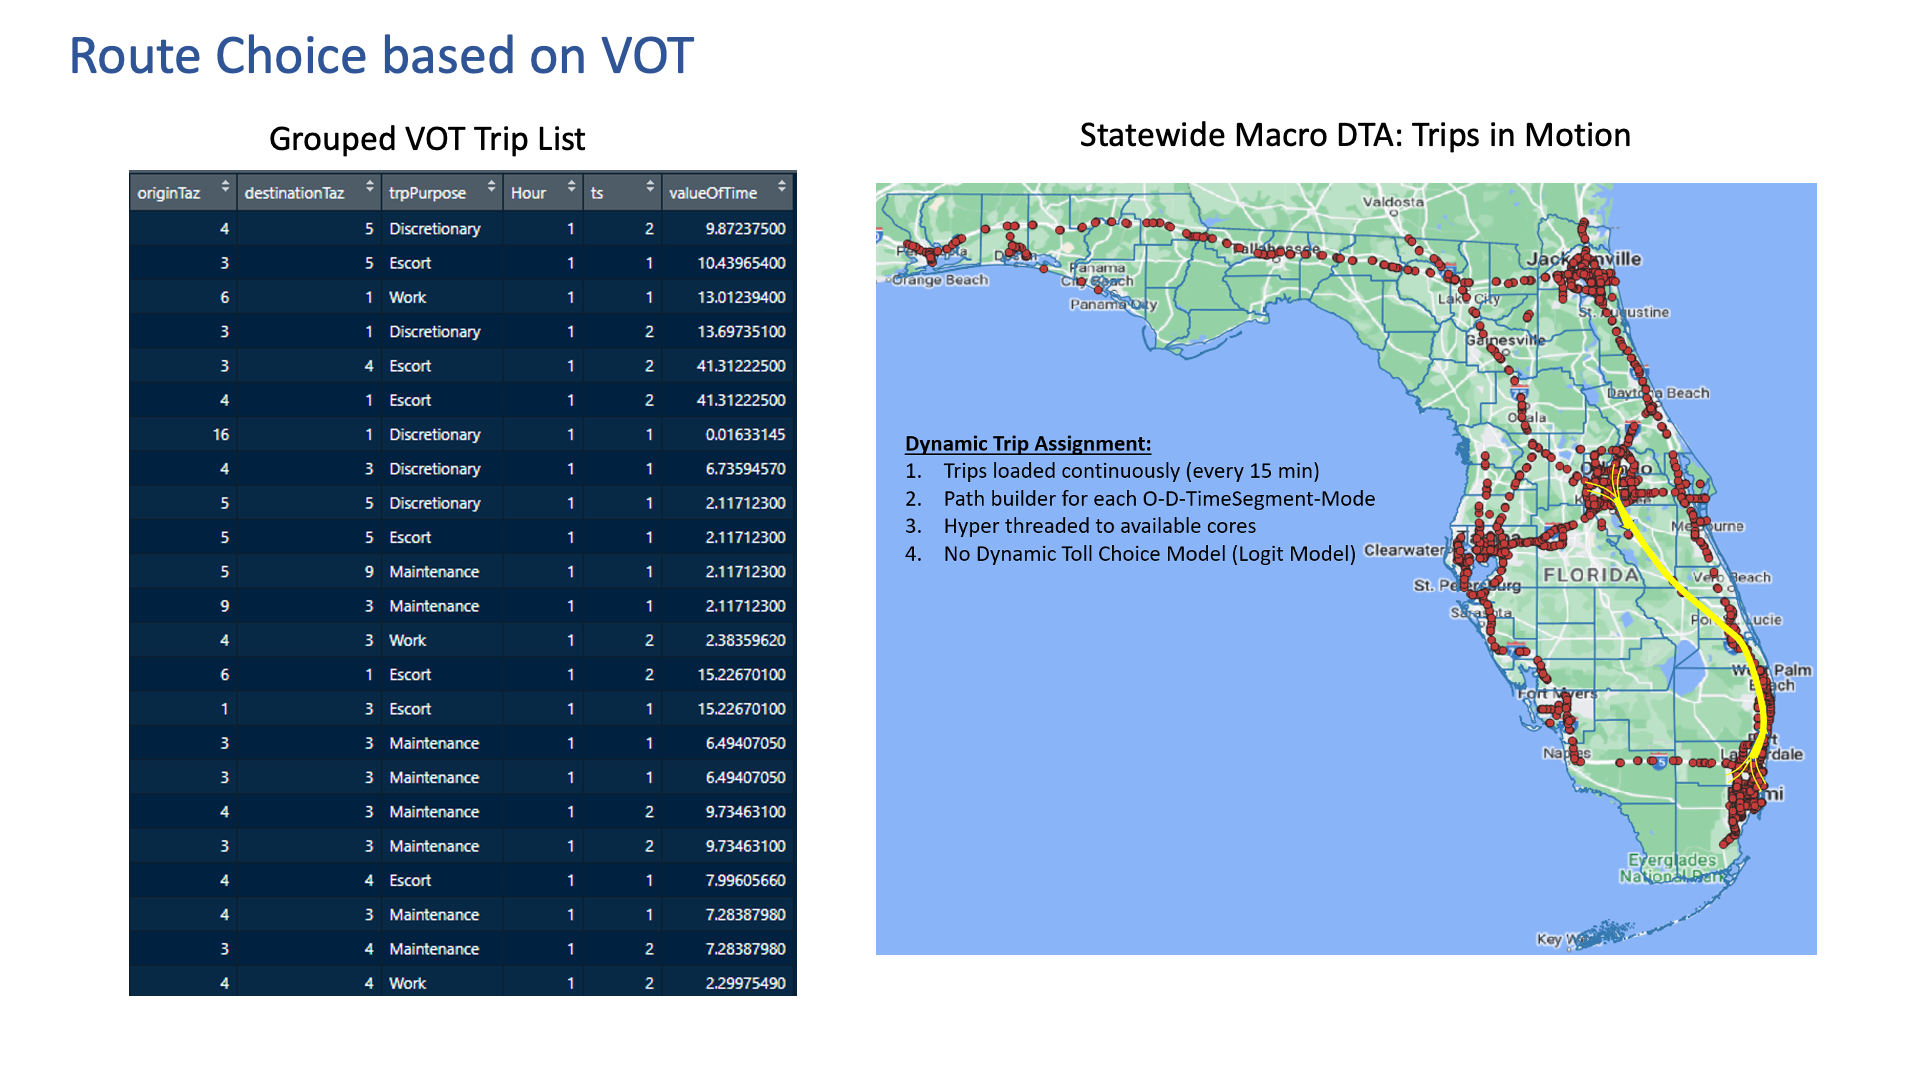 Route Choice based on VOT
Grouped VOT Trip List
originTaz destinationTaz trpPurpose Hour ts valueOfTime
4 5 Discretionary 1 2 9.87237500
3 5 Escort 1 1 10.43965400
6 1 Work 1 1 13.01239400
3 1 Discretionary 1 2 13.69735100
3 4 Escort 1 2 41.31222500
4 1 Escort 1 2 41.31222500
16 1 Discretionary 1 1 0.01633145
4 3 Discretionary 1 1 6.73594570
5 5 Discretionary 1 1 2.11712300
5 5 Escort 1 1 2.11712300
5 9 Maintenance 1 1 2.11712300
9 3 Maintenance 1 1 2.11712300
4 3 Work 1 2 2.38359620
6 1 Escort 1 2 15.22670100
1 3 Escort 1 1 15.22670100
3 3 Maintenance 1 1 6.49407050
3 3 Maintenance 1 1 6.49407050
4 3 Maintenance 1 2 9.73463100
3 3 Maintenance 1 2 9.73463100
4 4 Escort 1 1 7.99605660
4 3 Maintenance 1 1 7.28387980
3 4 Maintenance 1 2 7.28387980
4 4 Work 1 2 2.29975490
Statewide Macro DTA: Trips in Motion
Valdosta
Tallahassee
Jacksonville
Orange Beach
Panama
City Beach
Panama City
Lake City
St. Augustine
Gainesville
Daytona Beach
Ocala
Dynamic Trip Assignment:
1. Trips loaded continuously (every 15 min)
2. Path builder for each O-D-TimeSegment-Mode
3. Hyper threaded to available cores
4. No Dynamic Toll Choice Model (Logit Model)
Orlando
Melbourne
Clearwater
St. Petersburg
FLORIDA
Vero Beach
Sarasota
Port St. Lucie
West Palm
Beach
Fort Myers
Naples
Fort
Lauderdale
Miami
Everglades
National Park
Key West